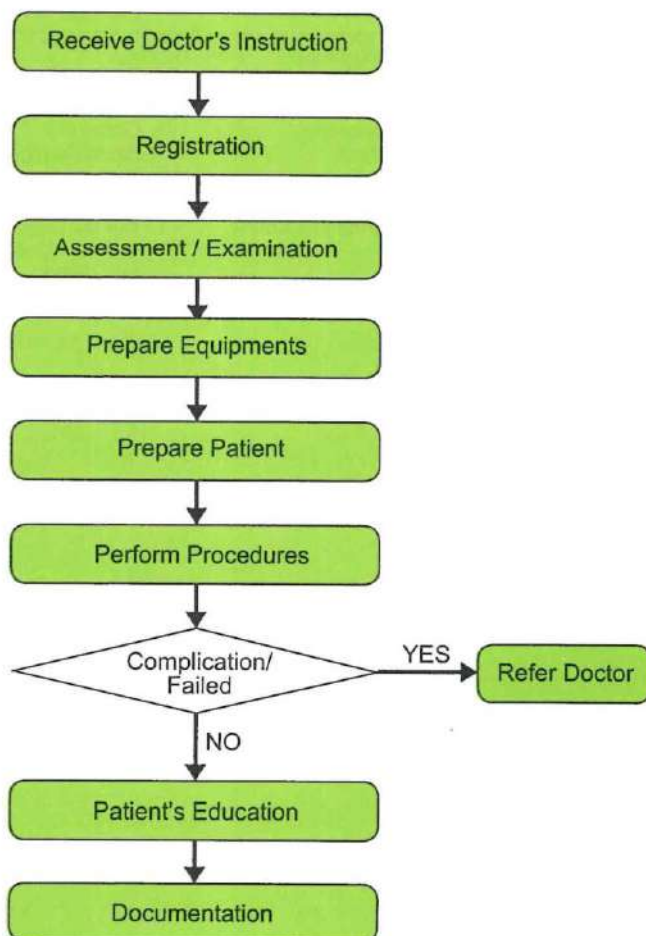 Receive Doctor's Instruction
Registration
Assessment / Examination
Prepare Equipments
Prepare Patient
Perform Procedures
Complication/
Failed
YES
Refer Doctor
NO
Patient's Education
Documentation